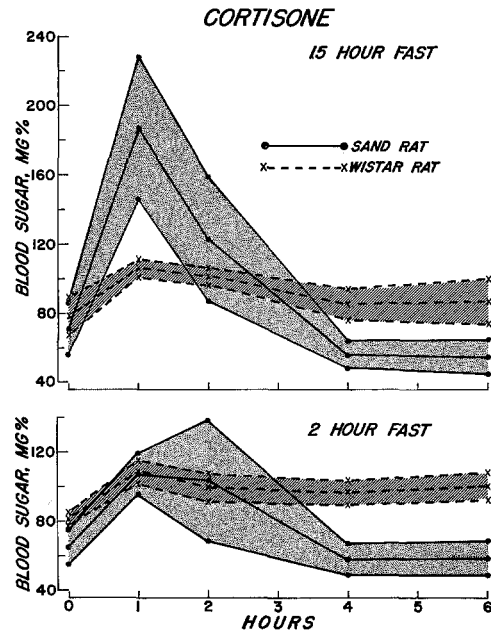 CORTISONE
15 HOUR FAST
SAND RAT
WISTAR RAT
BLOOD SUGAR, MG%
240
200
160
120
80
40
2 HOUR FAST
BLOOD SUGAR, MG%
120
80
40
0 1 2 3 4 5 6
HOURS